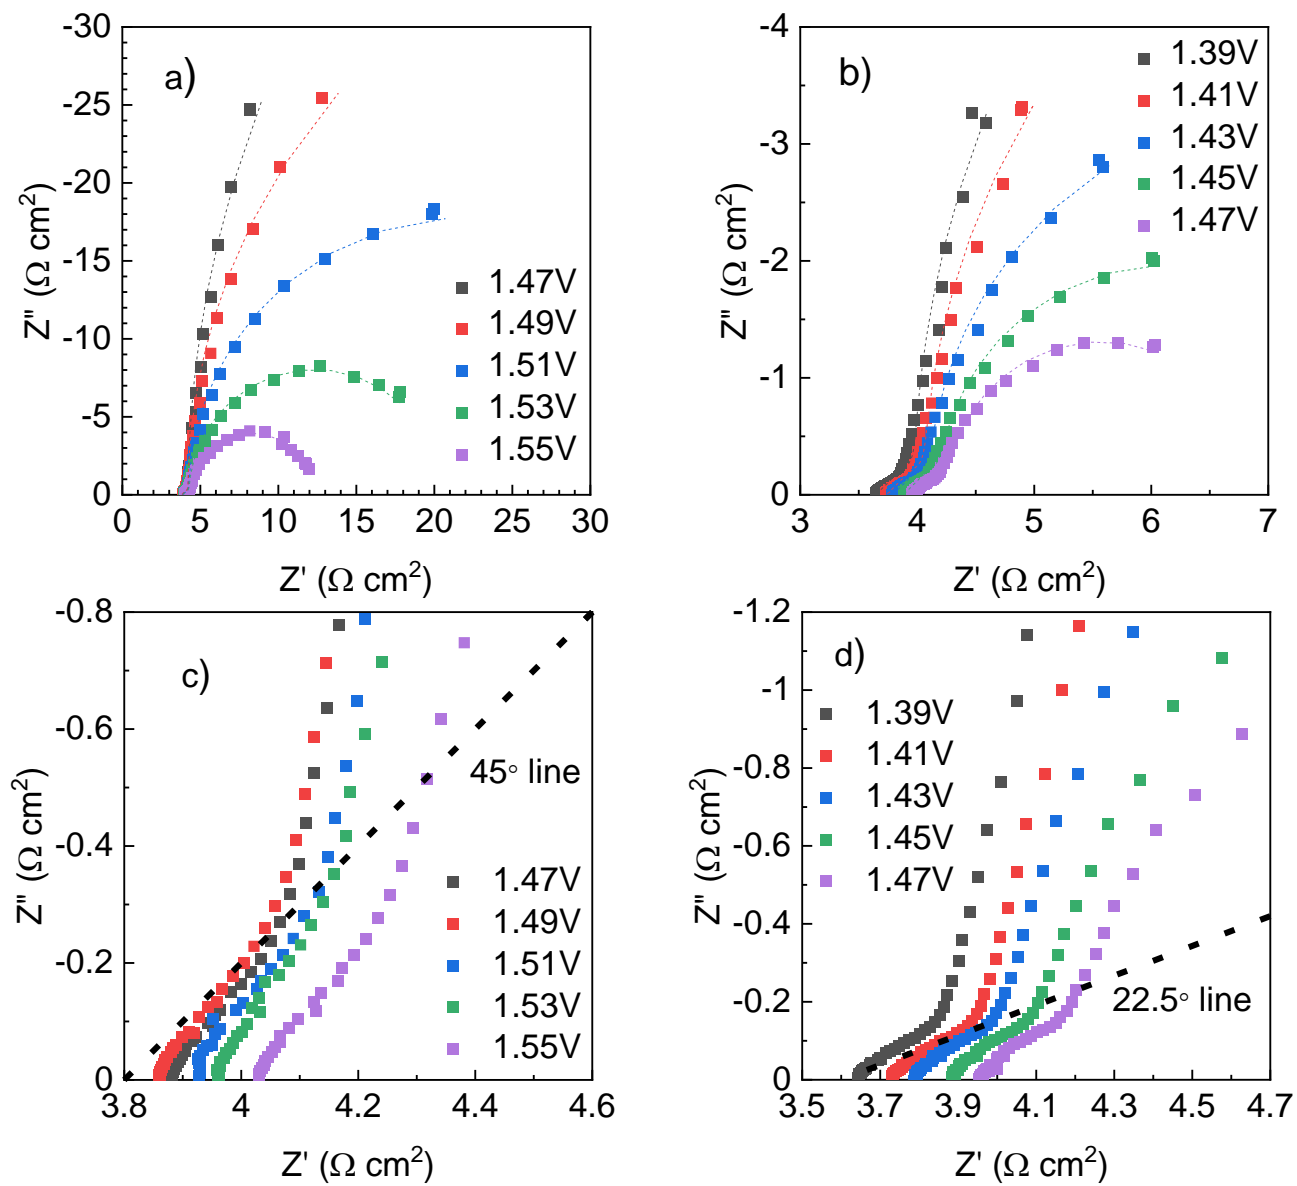 a)
-30
-25
-20
-15
-10
-5
0
Z" (Ω cm²)
0 5 10 15 20 25 30
Z' (Ω cm²)
1.47V
1.49V
1.51V
1.53V
1.55V
b)
-4
-3
-2
-1
0
Z" (Ω cm²)
3 4 5 6 7
Z' (Ω cm²)
1.39V
1.41V
1.43V
1.45V
1.47V
c)
-0.8
-0.6
-0.4
-0.2
0
Z" (Ω cm²)
3.8 4 4.2 4.4 4.6
Z' (Ω cm²)
45° line
1.47V
1.49V
1.51V
1.53V
1.55V
d)
-1.2
-1
-0.8
-0.6
-0.4
-0.2
0
Z" (Ω cm²)
3.5 3.7 3.9 4.1 4.3 4.5 4.7
Z' (Ω cm²)
1.39V
1.41V
1.43V
1.45V
1.47V
22.5° line